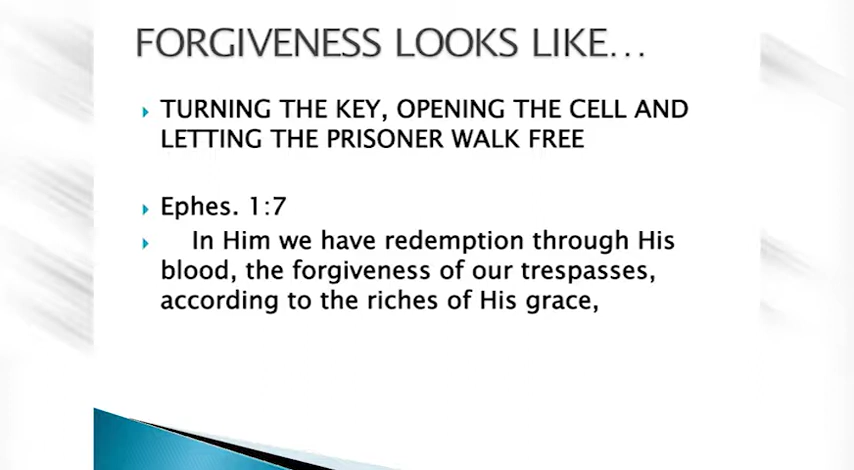 FORGIVENESS LOOKS LIKE…
TURNING THE KEY, OPENING THE CELL AND
LETTING THE PRISONER WALK FREE
Ephes. 1:7
In Him we have redemption through His
blood, the forgiveness of our trespasses,
according to the riches of His grace,